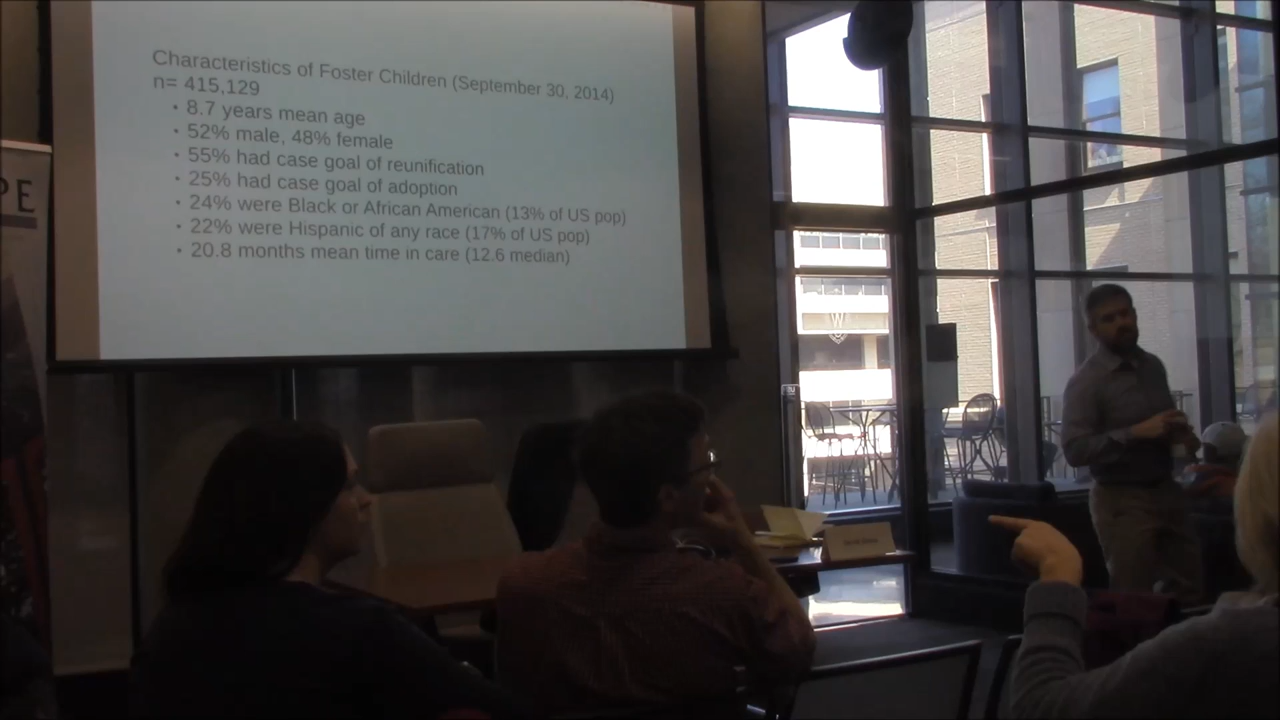 Characteristics of Foster Children (September 30, 2014)
n= 415,129
• 8.7 years mean age
• 52% male, 48% female
• 55% had case goal of reunification
• 25% had case goal of adoption
• 24% were Black or African American (13% of US pop)
• 22% were Hispanic of any race (17% of US pop)
• 20.8 months mean time in care (12.6 median)
PE
W